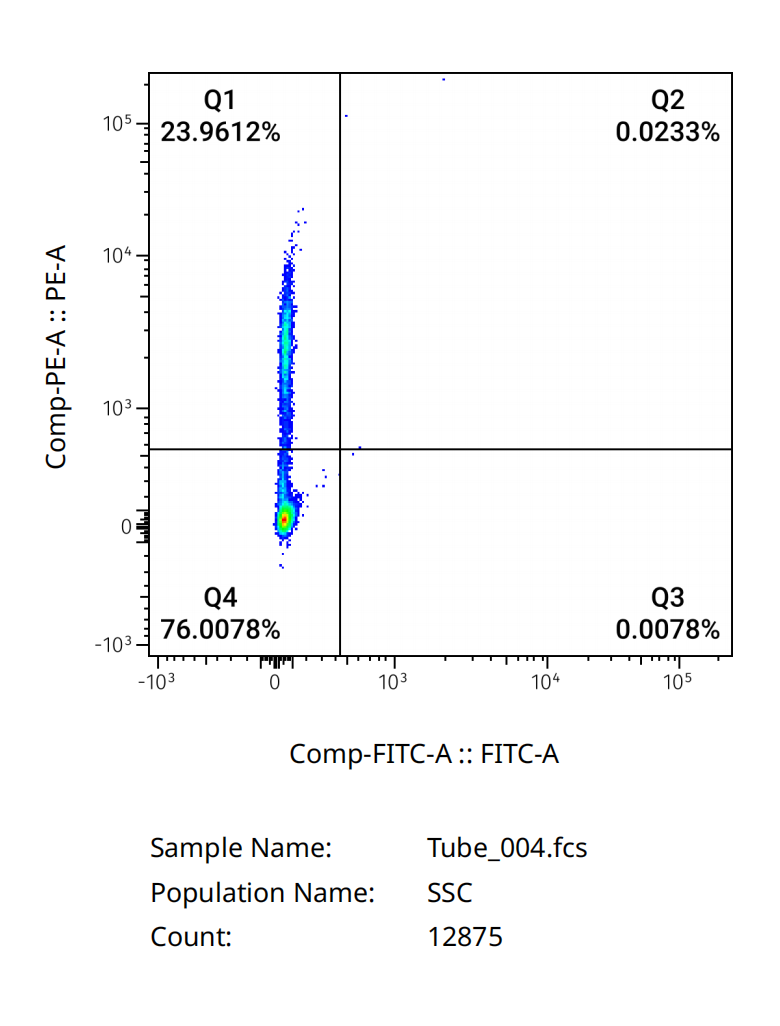 Q1
23.9612%
Q2
0.0233%
10⁵
10⁴
10³
0
-10³
Comp-PE-A :: PE-A
Q4
76.0078%
Q3
0.0078%
-10³ 0 10³ 10⁴ 10⁵
Comp-FITC-A :: FITC-A
Sample Name: Tube_004.fcs
Population Name: SSC
Count: 12875